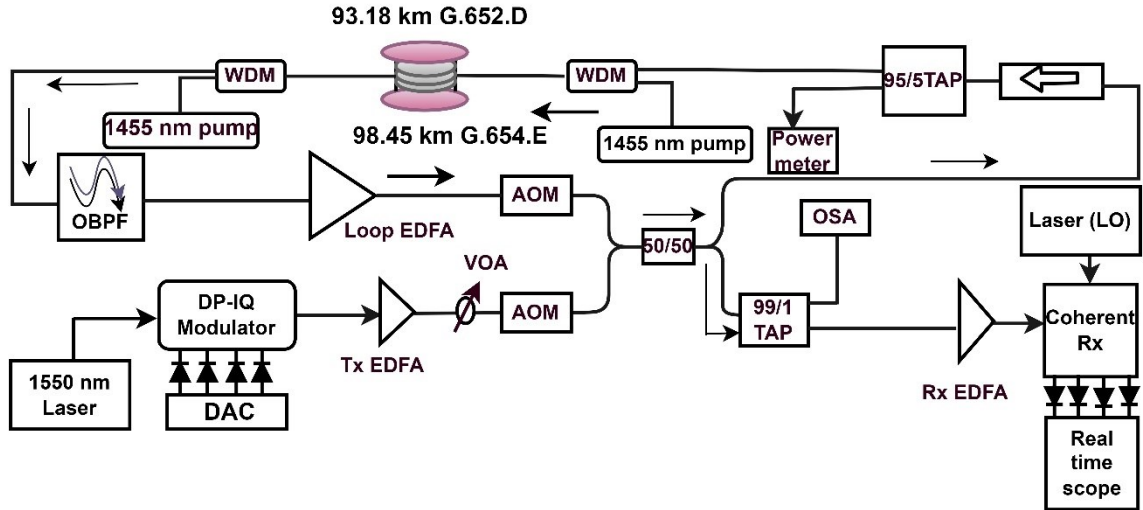 93.18 km G.652.D
WDM
WDM
95/5TAP
1455 nm pump
98.45 km G.654.E
1455 nm pump
Power
meter
OBPF
Loop EDFA
AOM
50/50
OSA
Laser (LO)
VOA
DP-IQ
Modulator
Tx EDFA
AOM
99/1
TAP
Coherent
Rx
1550 nm
Laser
DAC
Rx EDFA
Real
time
scope